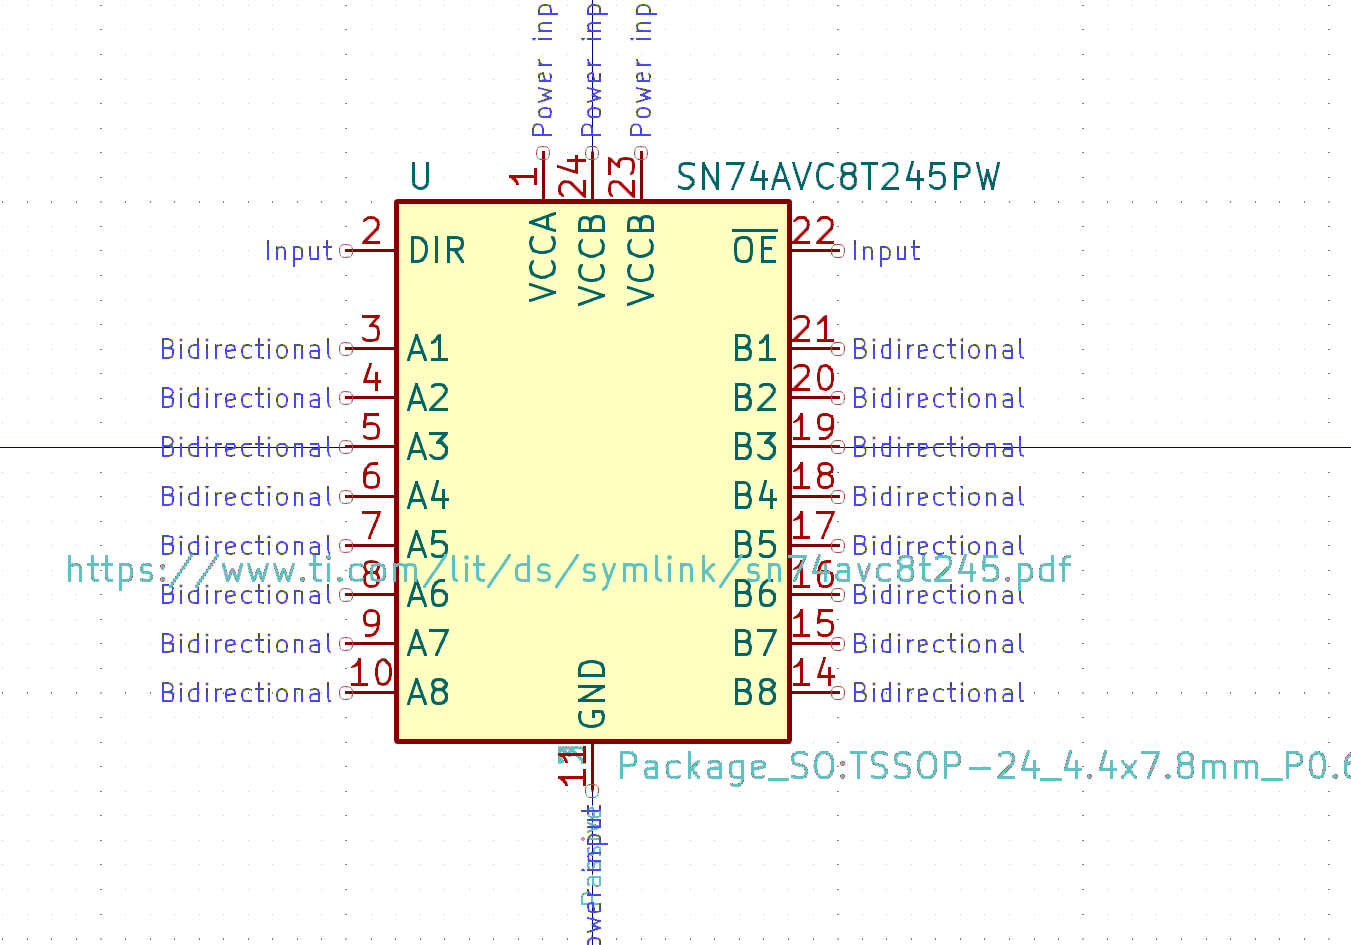 Power inp
Power inp
Power inp
1
24
23
U
SN74AVC8T245PW
VCCA
VCCB
VCCB
Input 2 DIR
OE 22 Input
Bidirectional 3 A1
B1 21 Bidirectional
Bidirectional 4 A2
B2 20 Bidirectional
Bidirectional 5 A3
B3 19 Bidirectional
Bidirectional 6 A4
B4 18 Bidirectional
Bidirectional 7 A5
B5 17 Bidirectional
https://www.ti.com/lit/ds/symlink/sn74avc8t245.pdf
Bidirectional 8 A6
B6 16 Bidirectional
Bidirectional 9 A7
B7 15 Bidirectional
Bidirectional 10 A8
B8 14 Bidirectional
GND
11
Package_SO:TSSOP-24_4.4x7.8mm_P0.6
Passive
ower input